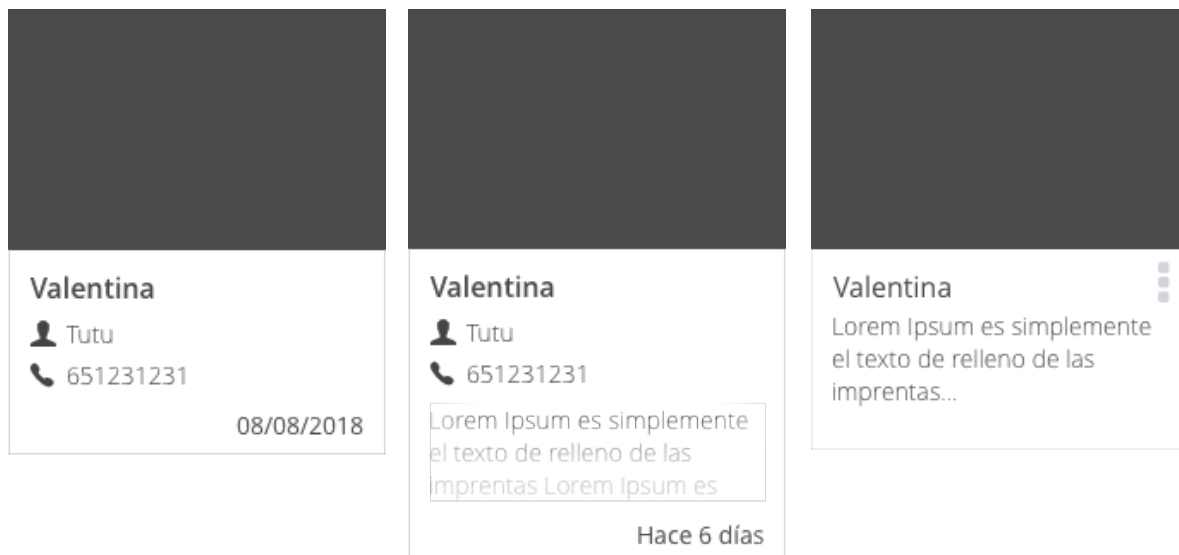 Valentina
Tutu
651231231
08/08/2018
Valentina
Tutu
651231231
Lorem Ipsum es simplemente
el texto de relleno de las
imprentas Lorem Ipsum es
Hace 6 días
Valentina
Lorem Ipsum es simplemente
el texto de relleno de las
imprentas...